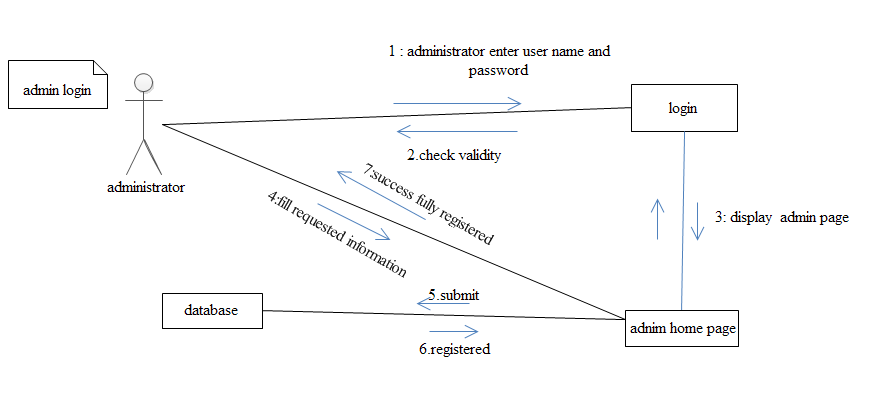 1 : administrator enter user name and
password
admin login
login
2.check validity
administrator
7:success fully registered
4:fill requested information
3: display admin page
5.submit
database
adnim home page
6.registered